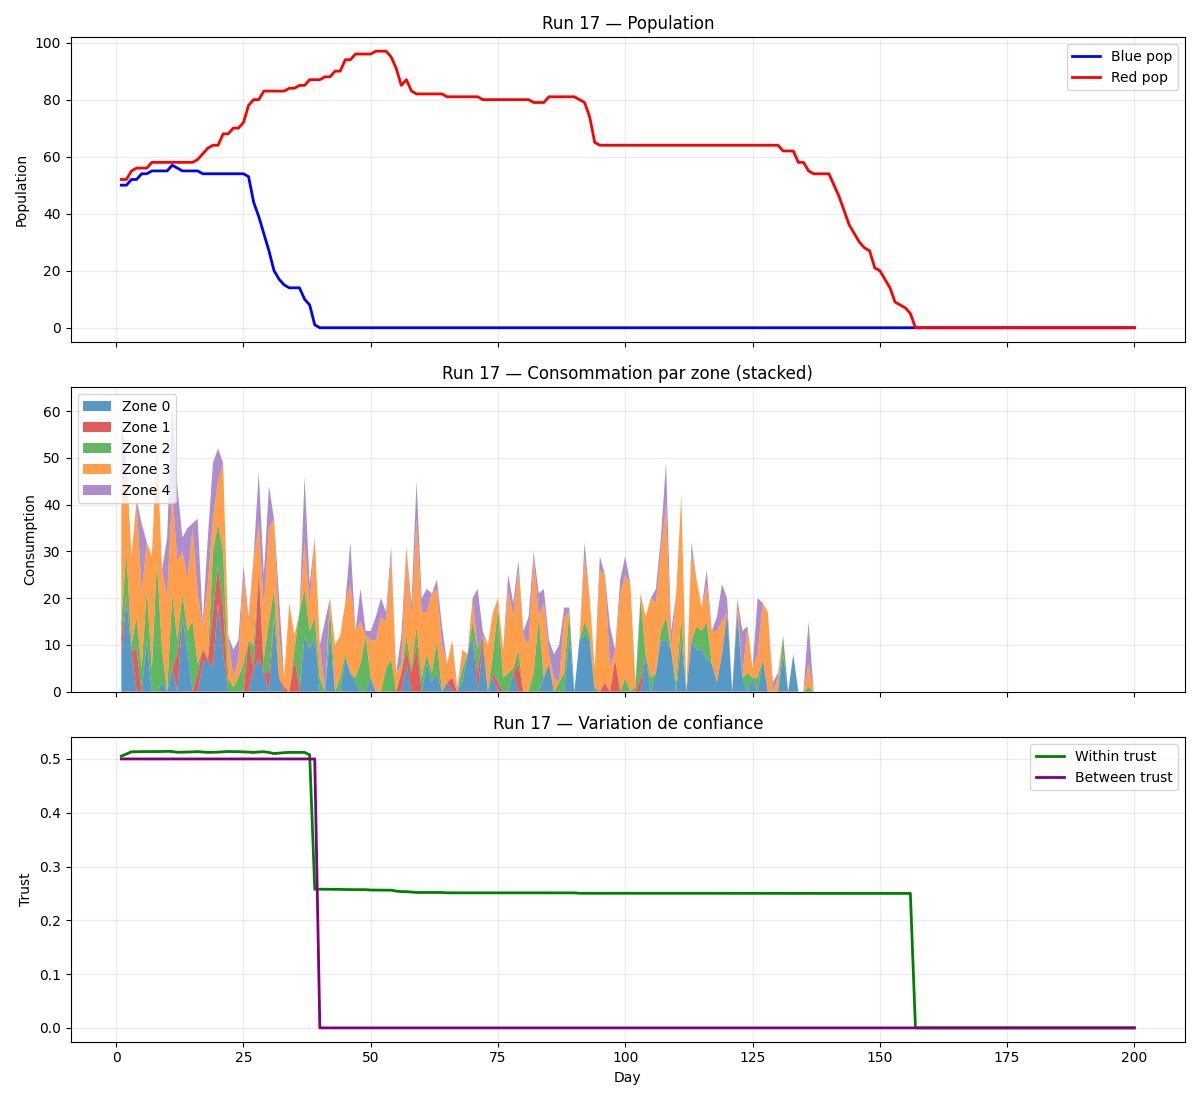 Run 17 — Population
100
80
60
40
20
0
Population
Blue pop
Red pop
Run 17 — Consommation par zone (stacked)
60
50
40
30
20
10
0
Consumption
Zone 0
Zone 1
Zone 2
Zone 3
Zone 4
Run 17 — Variation de confiance
0.5
0.4
0.3
0.2
0.1
0.0
Trust
Within trust
Between trust
0 25 50 75 100 125 150 175 200
Day